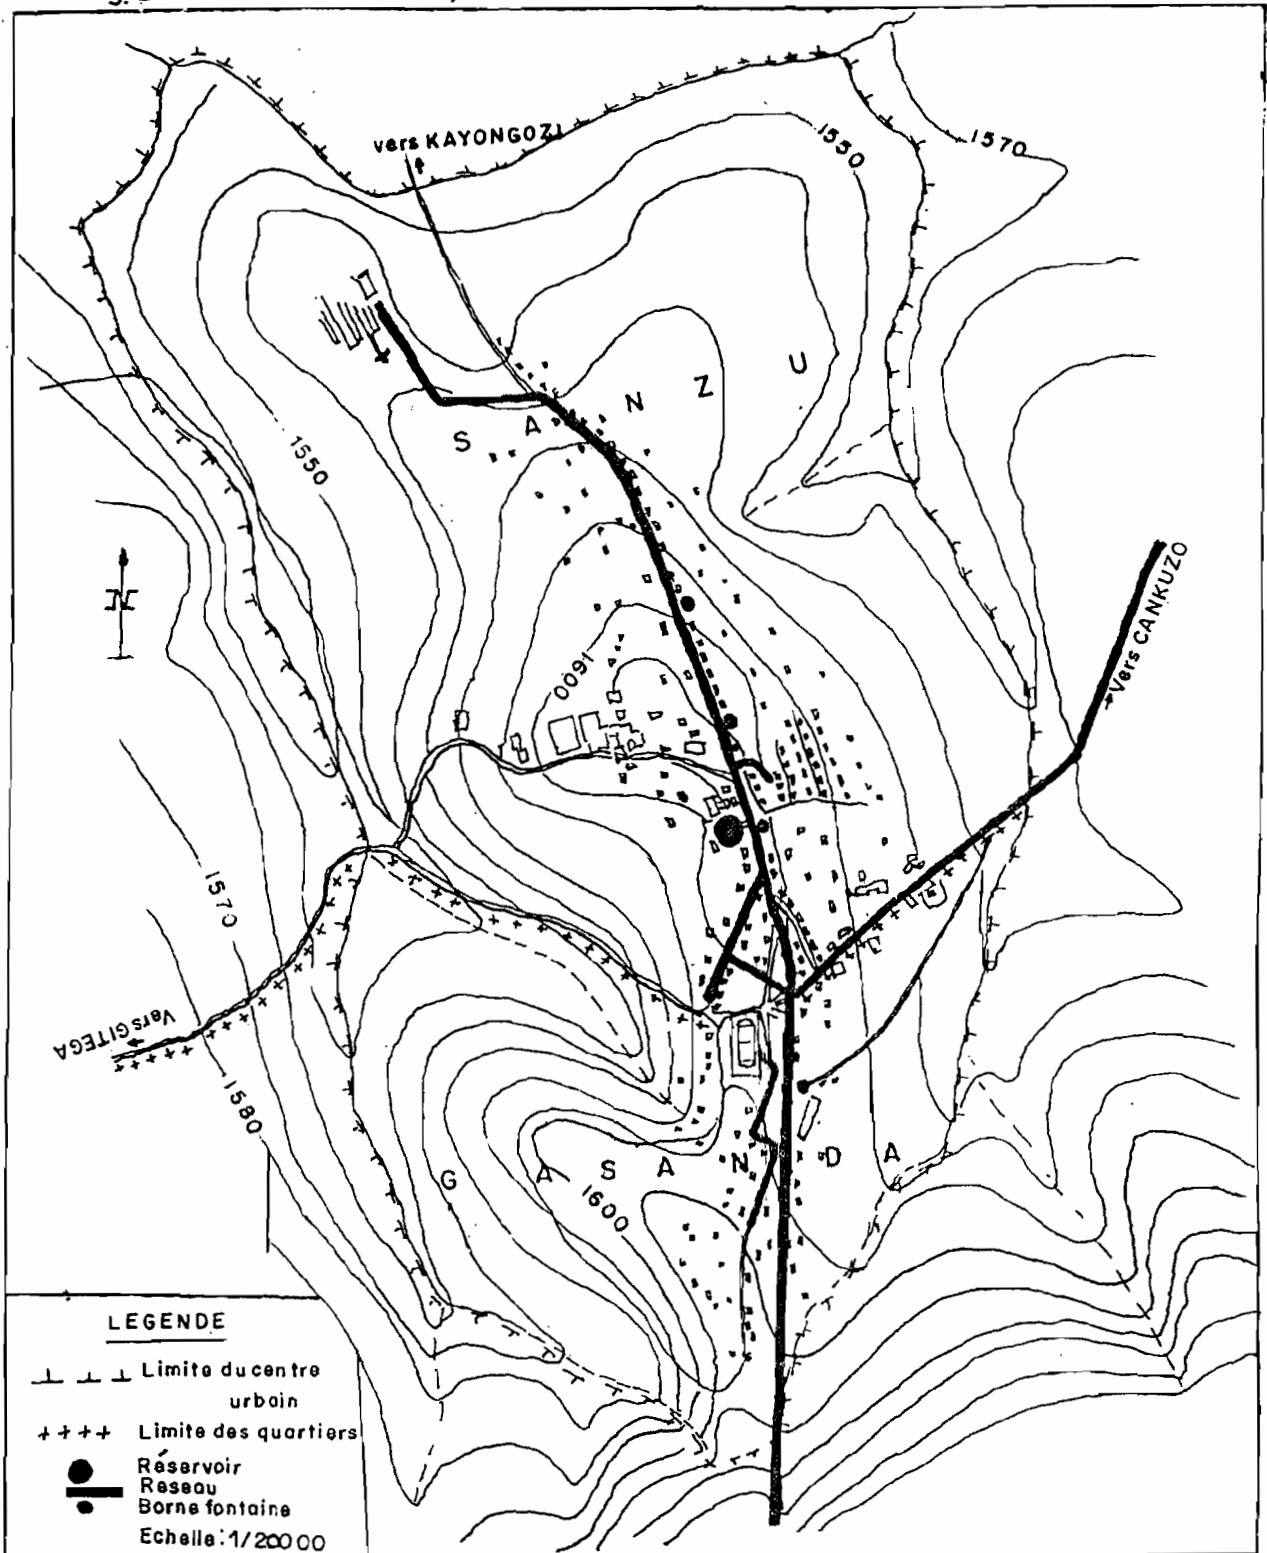 vers KAYONGOZI
1550
1570
S A N Z U
1550
N
1600
Vers CANKUZO
1570
Vers GITEGA
1580
G A S A N D A
1600
LEGENDE
Limite du centre
urbain
Limite des quartiers
Réservoir
Reseau
Borne fontaine
Echelle: 1/20000